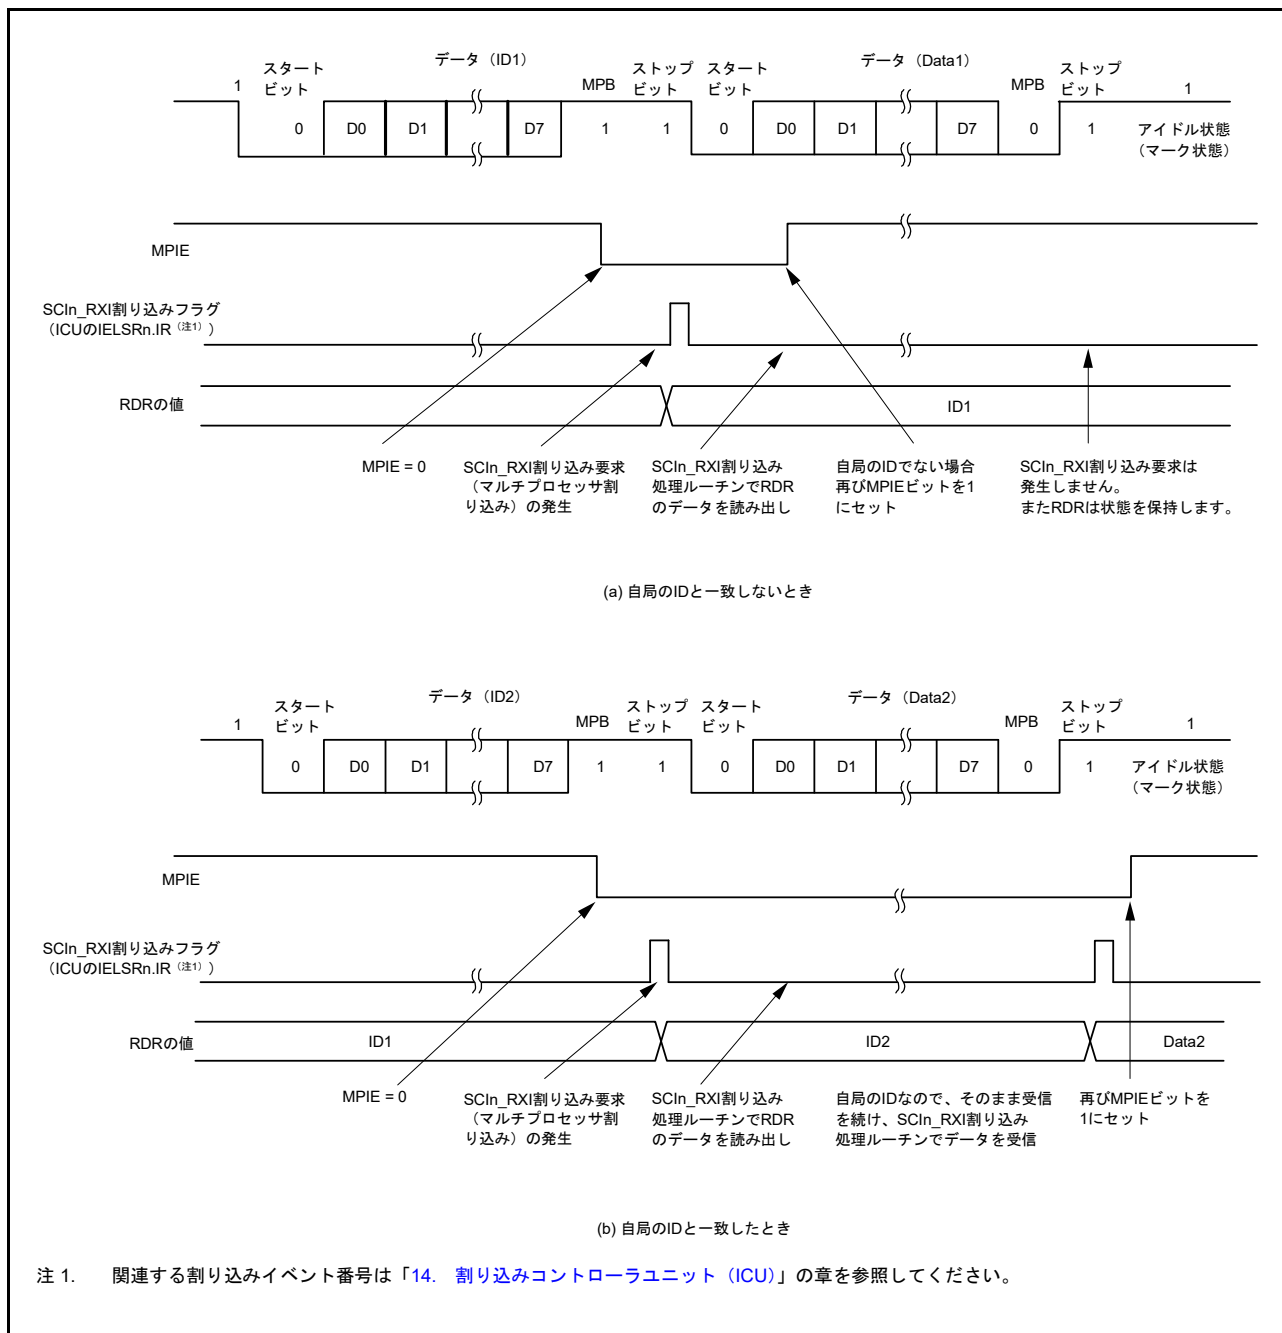 データ（ID1） データ（Data1）
スタート ストップ スタート ストップ
1 ビット MPB ビット ビット MPB ビット 1
0 D0 D1 D7 1 1 0 D0 D1 D7 0 1 アイドル状態
（マーク状態）
MPIE
SCIn_RXI割り込みフラグ
（ICUのIELSRn.IR（注1））
RDRの値 ID1
MPIE = 0
SCIn_RXI割り込み要求
（マルチプロセッサ割
り込み）の発生
SCIn_RXI割り込み
処理ルーチンでRDR
のデータを読み出し
自局のIDでない場合
再びMPIEビットを1
にセット
SCIn_RXI割り込み要求は
発生しません。
またRDRは状態を保持します。
(a) 自局のIDと一致しないとき
データ（ID2） データ（Data2）
スタート ストップ スタート ストップ
1 ビット MPB ビット ビット MPB ビット 1
0 D0 D1 D7 1 1 0 D0 D1 D7 0 1 アイドル状態
（マーク状態）
MPIE
SCIn_RXI割り込みフラグ
（ICUのIELSRn.IR（注1））
RDRの値 ID1 ID2 Data2
MPIE = 0
SCIn_RXI割り込み要求
（マルチプロセッサ割
り込み）の発生
SCIn_RXI割り込み
処理ルーチンでRDR
のデータを読み出し
自局のIDなので、そのまま受信
を続け、SCIn_RXI割り込み
処理ルーチンでデータを受信
再びMPIEビットを
1にセット
(b) 自局のIDと一致したとき
注 1. 関連する割り込みイベント番号は「14. 割り込みコントローラユニット（ICU）」の章を参照してください。